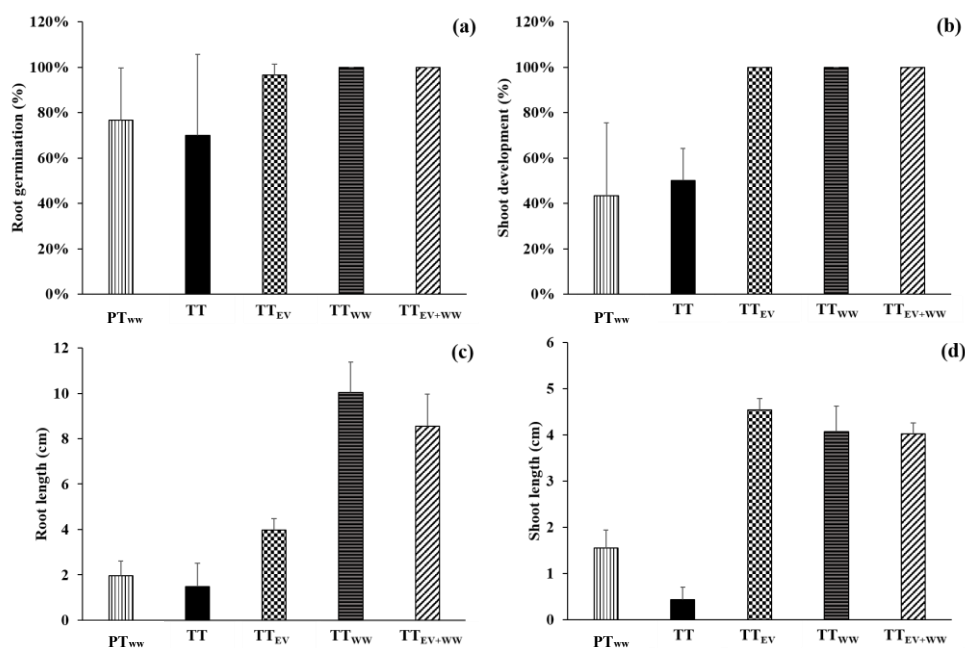 120%
100%
80%
60%
40%
20%
0%
Root germination (%)
(a)
PTww TT TTEV TTWW TTEV+WW
120%
100%
80%
60%
40%
20%
0%
Shoot development (%)
(b)
PTww TT TTEV TTWW TTEV+WW
12
10
8
6
4
2
0
Root length (cm)
(c)
PTww TT TTEV TTWW TTEV+WW
6
5
4
3
2
1
0
Shoot length (cm)
(d)
PTww TT TTEV TTWW TTEV+WW